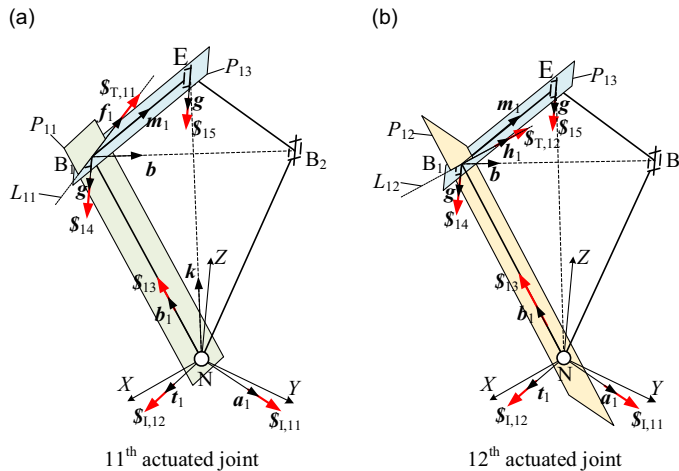 (a)
(b)
E
P₁₃
$T,11
f₁
m₁
g
$15
P₁₁
B₁
b
B₂
L₁₁
g
$14
Z
k
$13
b₁
X
N
Y
t₁
a₁
$I,12
$I,11
11ᵗʰ actuated joint
E
P₁₃
m₁
g
P₁₂
$T,12
$15
h₁
B₁
b
B
L₁₂
g
$14
Z
$13
b₁
X
N
Y
t₁
a₁
$I,12
$I,11
12ᵗʰ actuated joint